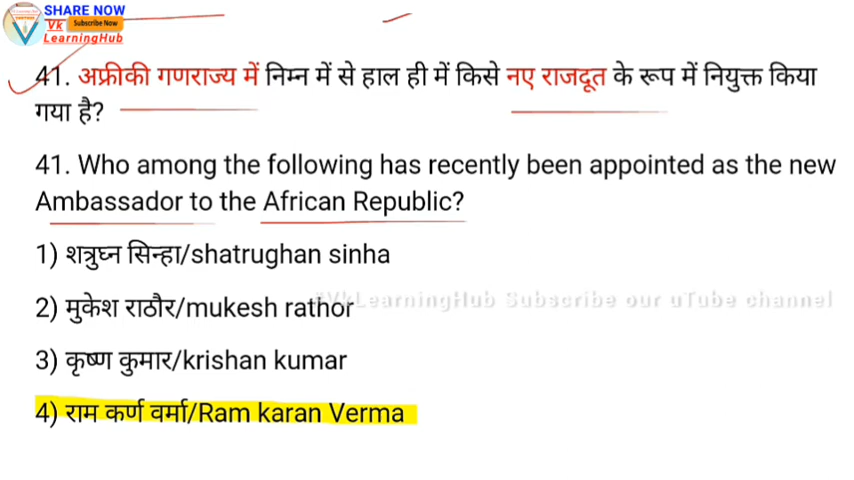 SHARE NOW
Vk Subscribe Now
LearningHub
41. अफ्रीकी गणराज्य में निम्न में से हाल ही में किसे नए राजदूत के रूप में नियुक्त किया
गया है?
41. Who among the following has recently been appointed as the new
Ambassador to the African Republic?
1) शत्रुघ्न सिन्हा/shatrughan sinha
2) मुकेश राठौर/mukesh rathor
#VkLearningHub Subscribe our uTube channel
3) कृष्ण कुमार/krishan kumar
4) राम कर्ण वर्मा/Ram karan Verma